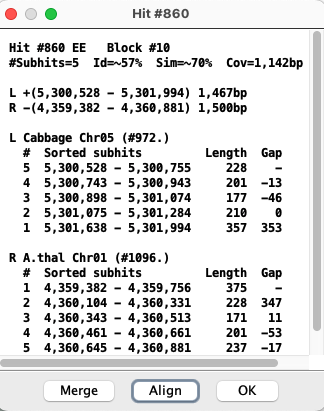 Hit #860
Hit #860 EE   Block #10
#Subhits=5  Id=~57%  Sim=~70%  Cov=1,142bp
L +(5,300,528 – 5,301,994) 1,467bp
R -(4,359,382 – 4,360,881) 1,500bp
L Cabbage Chr05 (#972.)
#  Sorted subhits  Length  Gap
5  5,300,528 – 5,300,755  228  -
4  5,300,743 – 5,300,943  201  -13
3  5,300,898 – 5,301,074  177  -46
2  5,301,075 – 5,301,284  210  0
1  5,301,638 – 5,301,994  357  353
R A.thal Chr01 (#1096.)
#  Sorted subhits  Length  Gap
1  4,359,382 – 4,359,756  375  -
2  4,360,104 – 4,360,331  228  347
3  4,360,343 – 4,360,513  171  11
4  4,360,461 – 4,360,661  201  -53
5  4,360,645 – 4,360,881  237  -17
Merge  Align  OK